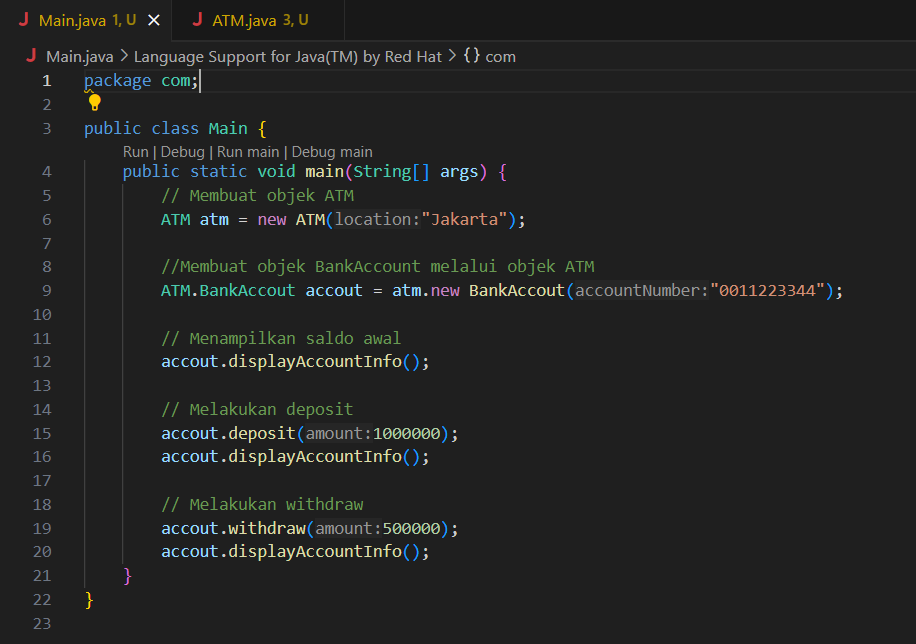 J Main.java 1, U × J ATM.java 3, U
J Main.java > Language Support for Java(TM) by Red Hat > {} com
1 package com;
2
3 public class Main {
Run | Debug | Run main | Debug main
4 public static void main(String[] args) {
5 // Membuat objek ATM
6 ATM atm = new ATM(location:"Jakarta");
7
8 //Membuat objek BankAccount melalui objek ATM
9 ATM.BankAccout accout = atm.new BankAccout(accountNumber:"0011223344");
10
11 // Menampilkan saldo awal
12 accout.displayAccountInfo();
13
14 // Melakukan deposit
15 accout.deposit(amount:1000000);
16 accout.displayAccountInfo();
17
18 // Melakukan withdraw
19 accout.withdraw(amount:500000);
20 accout.displayAccountInfo();
21 }
22 }
23